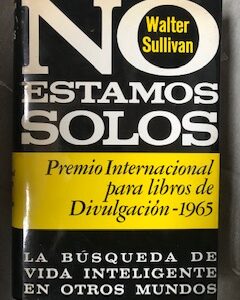 NO
Walter
Sullivan
ESTAMOS
SOLOS
Premio Internacional
para libros de
Divulgación-1965
LA BÚSQUEDA DE
VIDA INTELIGENTE
EN OTROS MUNDOS